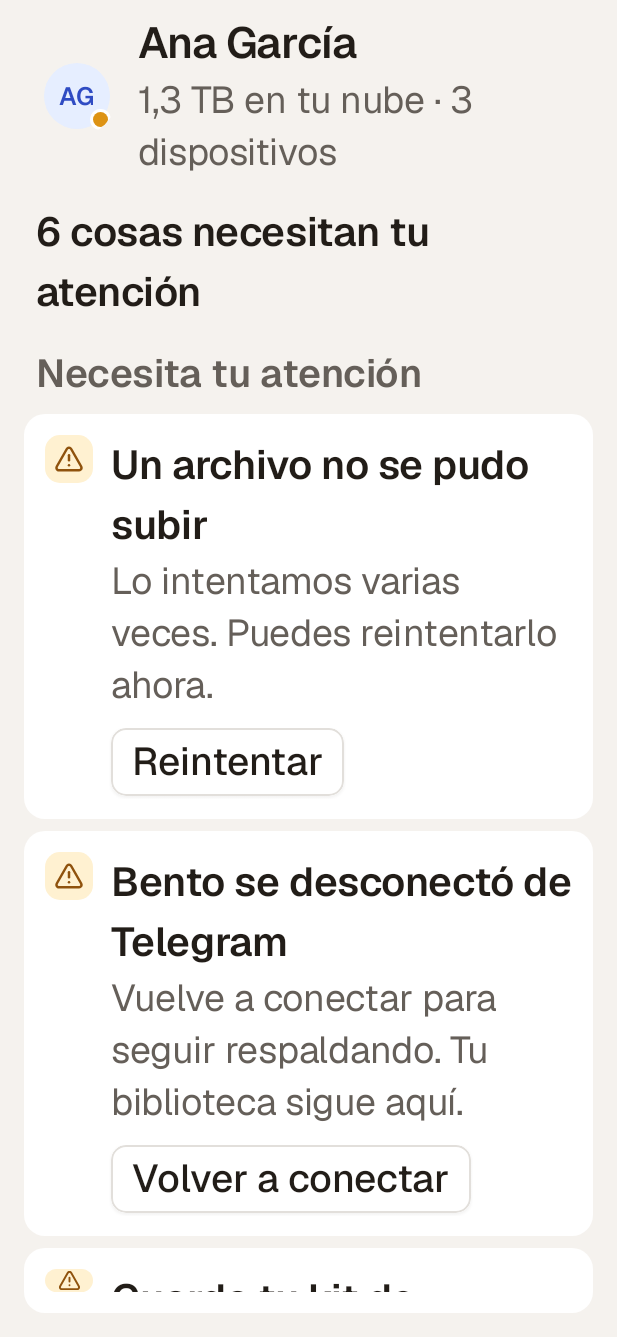 Ana García
AG
1,3 TB en tu nube · 3
dispositivos
6 cosas necesitan tu
atención
Necesita tu atención
Un archivo no se pudo
subir
Lo intentamos varias
veces. Puedes reintentarlo
ahora.
Reintentar
Bento se desconectó de
Telegram
Vuelve a conectar para
seguir respaldando. Tu
biblioteca sigue aquí.
Volver a conectar